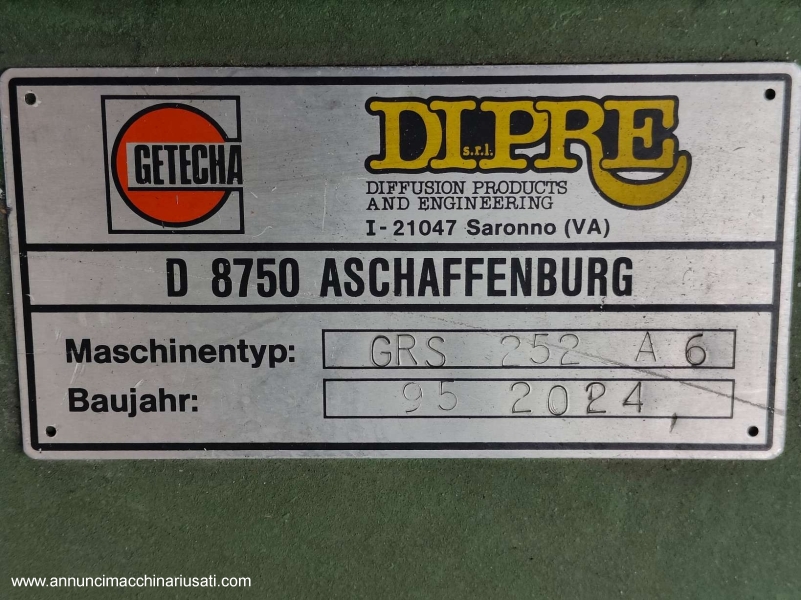 GETECHA
DIPRE
s.r.l.
DIFFUSION PRODUCTS
AND ENGINEERING
I-21047 Saronno (VA)
D 8750 ASCHAFFENBURG
Maschinentyp: GRS 252 A 6
Baujahr: 95 2024
www.annuncimacchinariusati.com